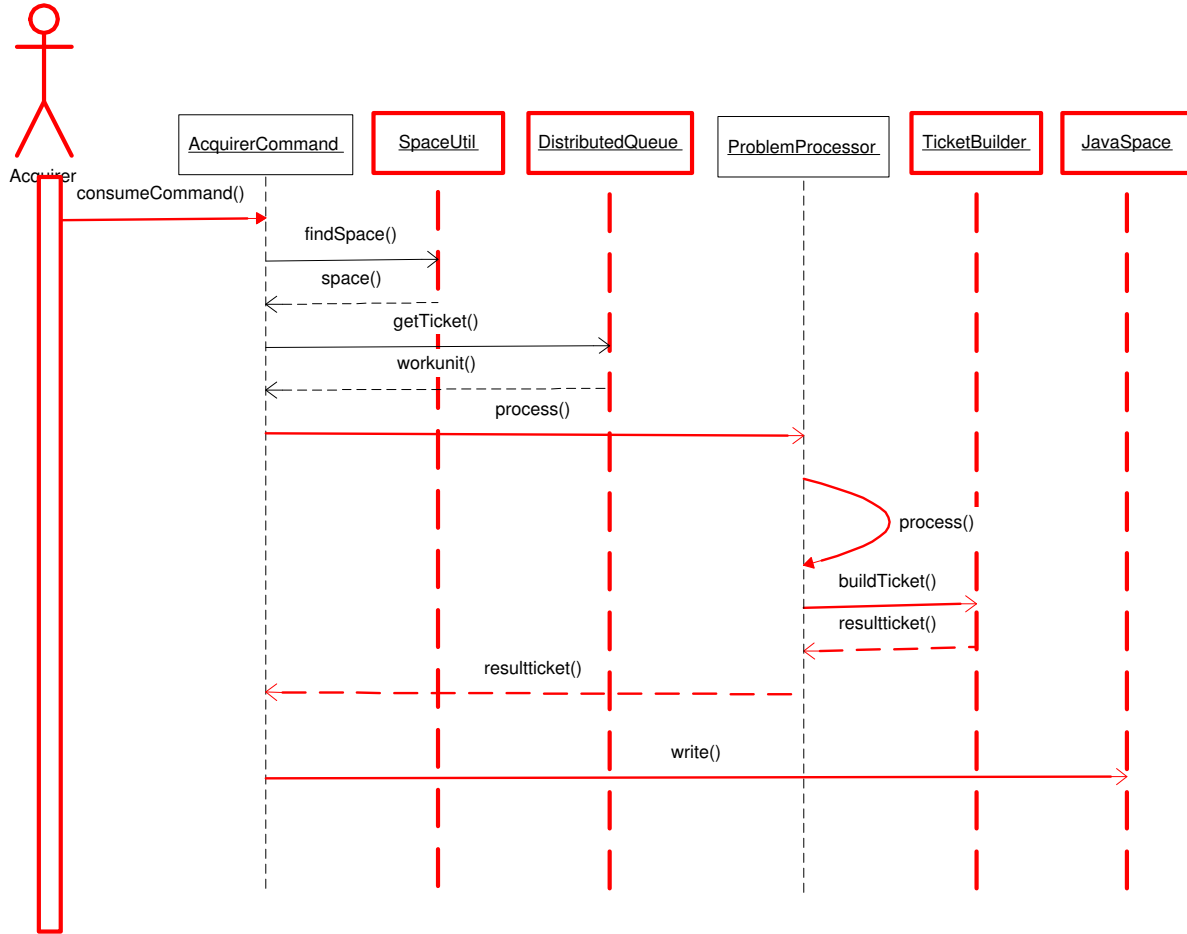 Acquirer
AcquirerCommand
SpaceUtil
DistributedQueue
ProblemProcessor
TicketBuilder
JavaSpace
consumeCommand()
findSpace()
space()
getTicket()
workunit()
process()
process()
buildTicket()
resultticket()
resultticket()
write()